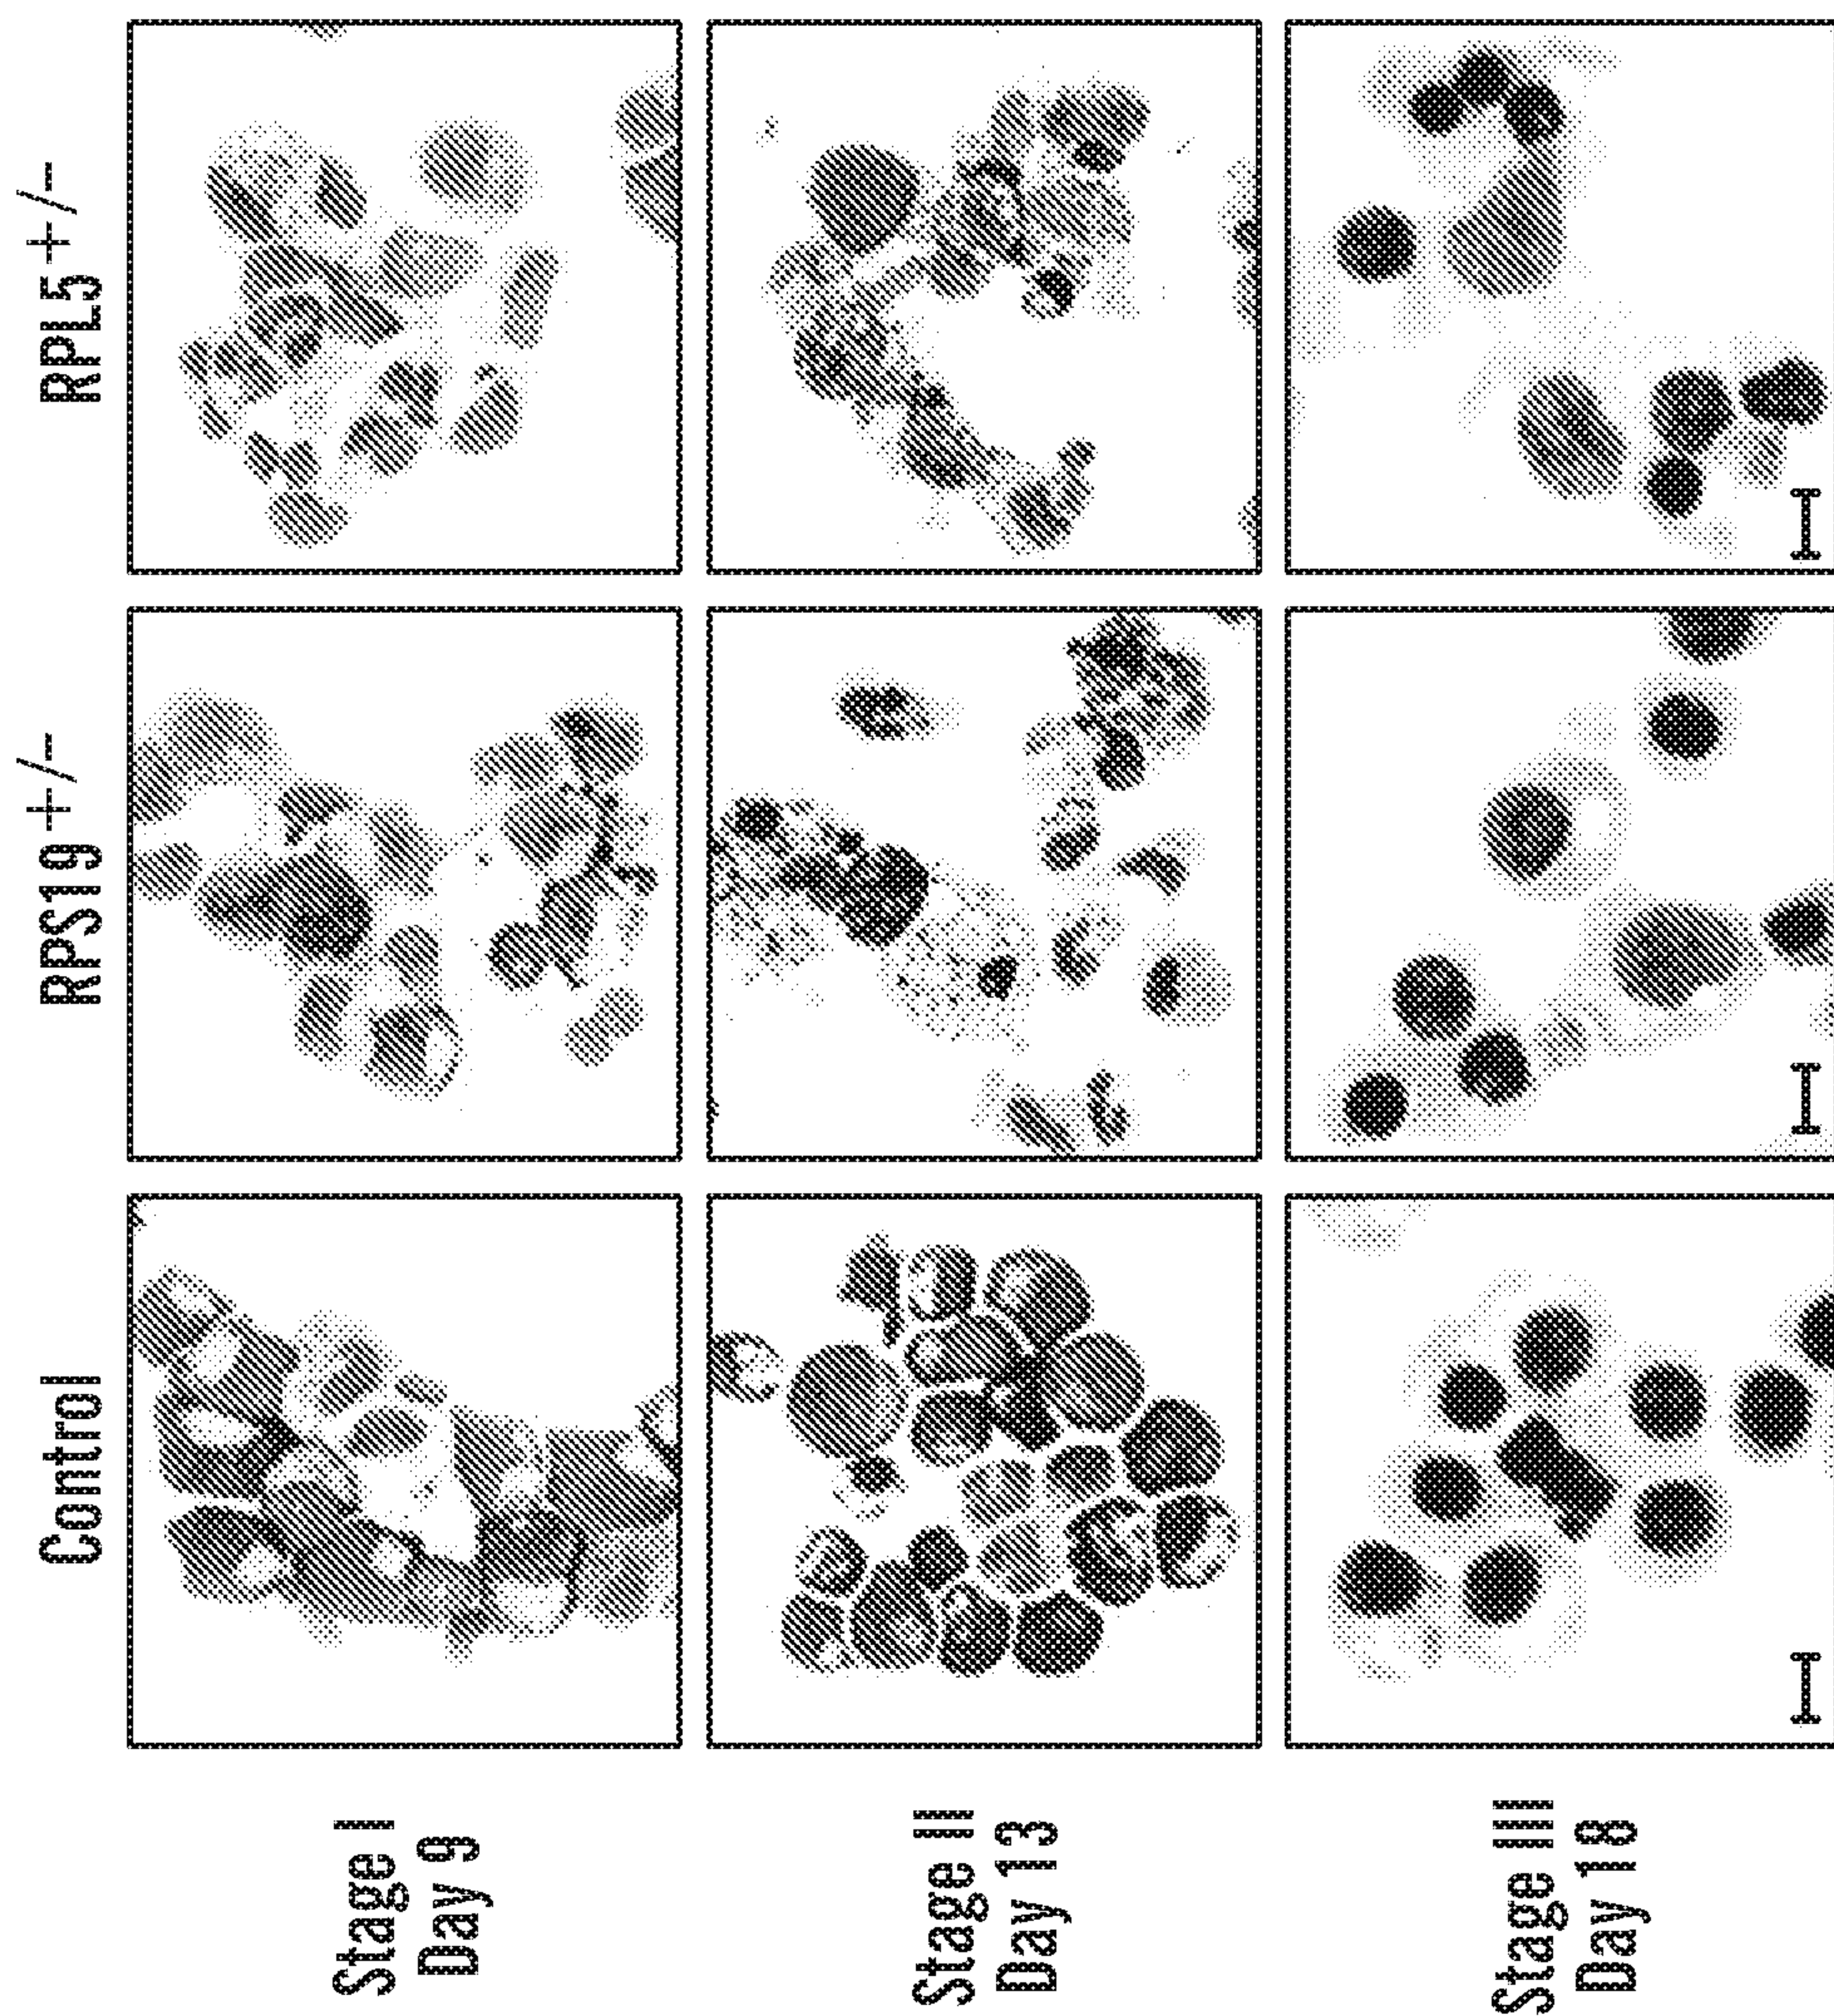 Control
RPS19+/-
RPL5+/-
Stage I
Day 9
Stage II
Day 13
Stage III
Day 18